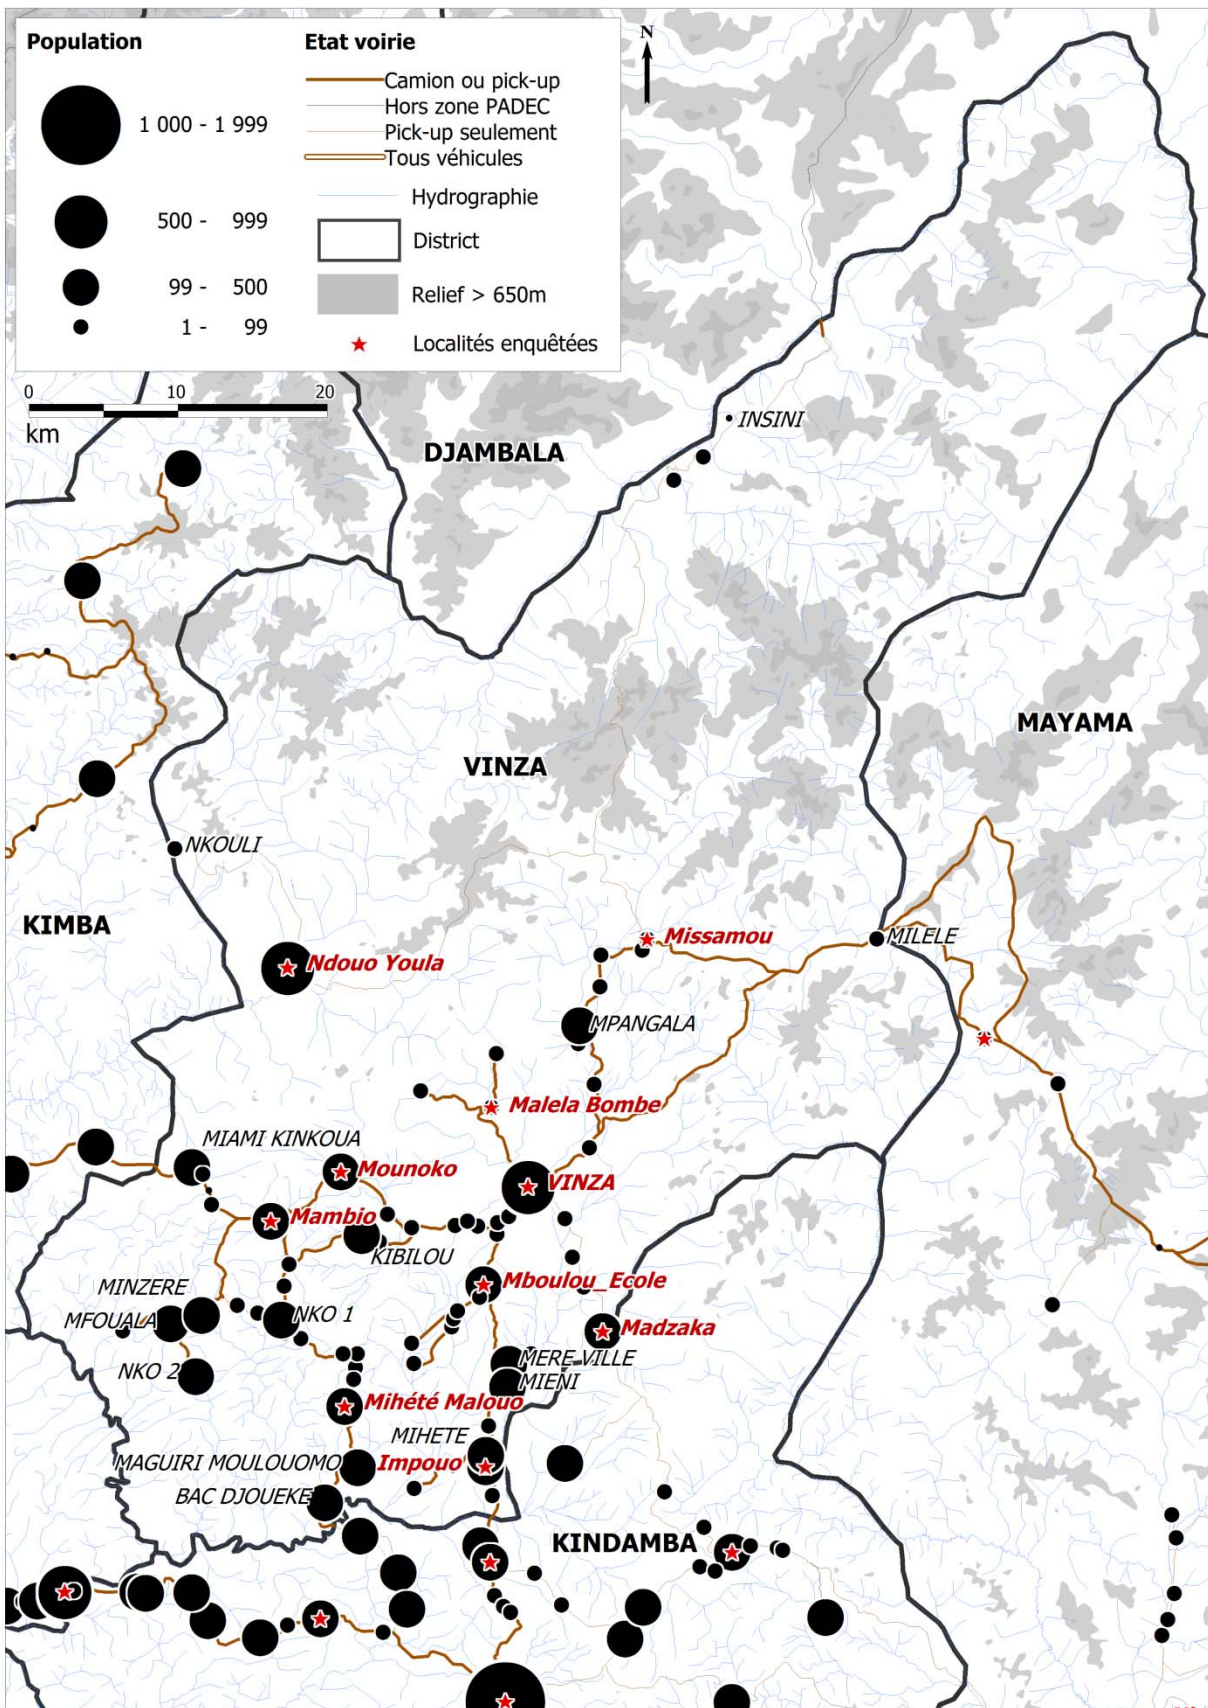 Population
1 000 - 1 999
500 - 999
99 - 500
1 - 99
Etat voirie
Camion ou pick-up
Hors zone PADEC
Pick-up seulement
Tous véhicules
Hydrographie
District
Relief > 650m
Localités enquêtées
N
0 10 20
km
INSINI
DJAMBALA
MAYAMA
VINZA
NKOULI
KIMBA
Missamou
MILELE
Ndouo Youla
MPANGALA
Malela Bombe
MIAMI KINKOUA
Mounoko
VINZA
Mambio
KIBILOU
Mboulou_Ecole
MINZERE
MFOUALA
NKO 1
Madzaka
MERE VILLE
NKO 2
MIENI
Mihété Malouo
MIHETE
MAGUIRI MOULOUOMO
Impouo
BAC DJOUEKE
KINDAMBA